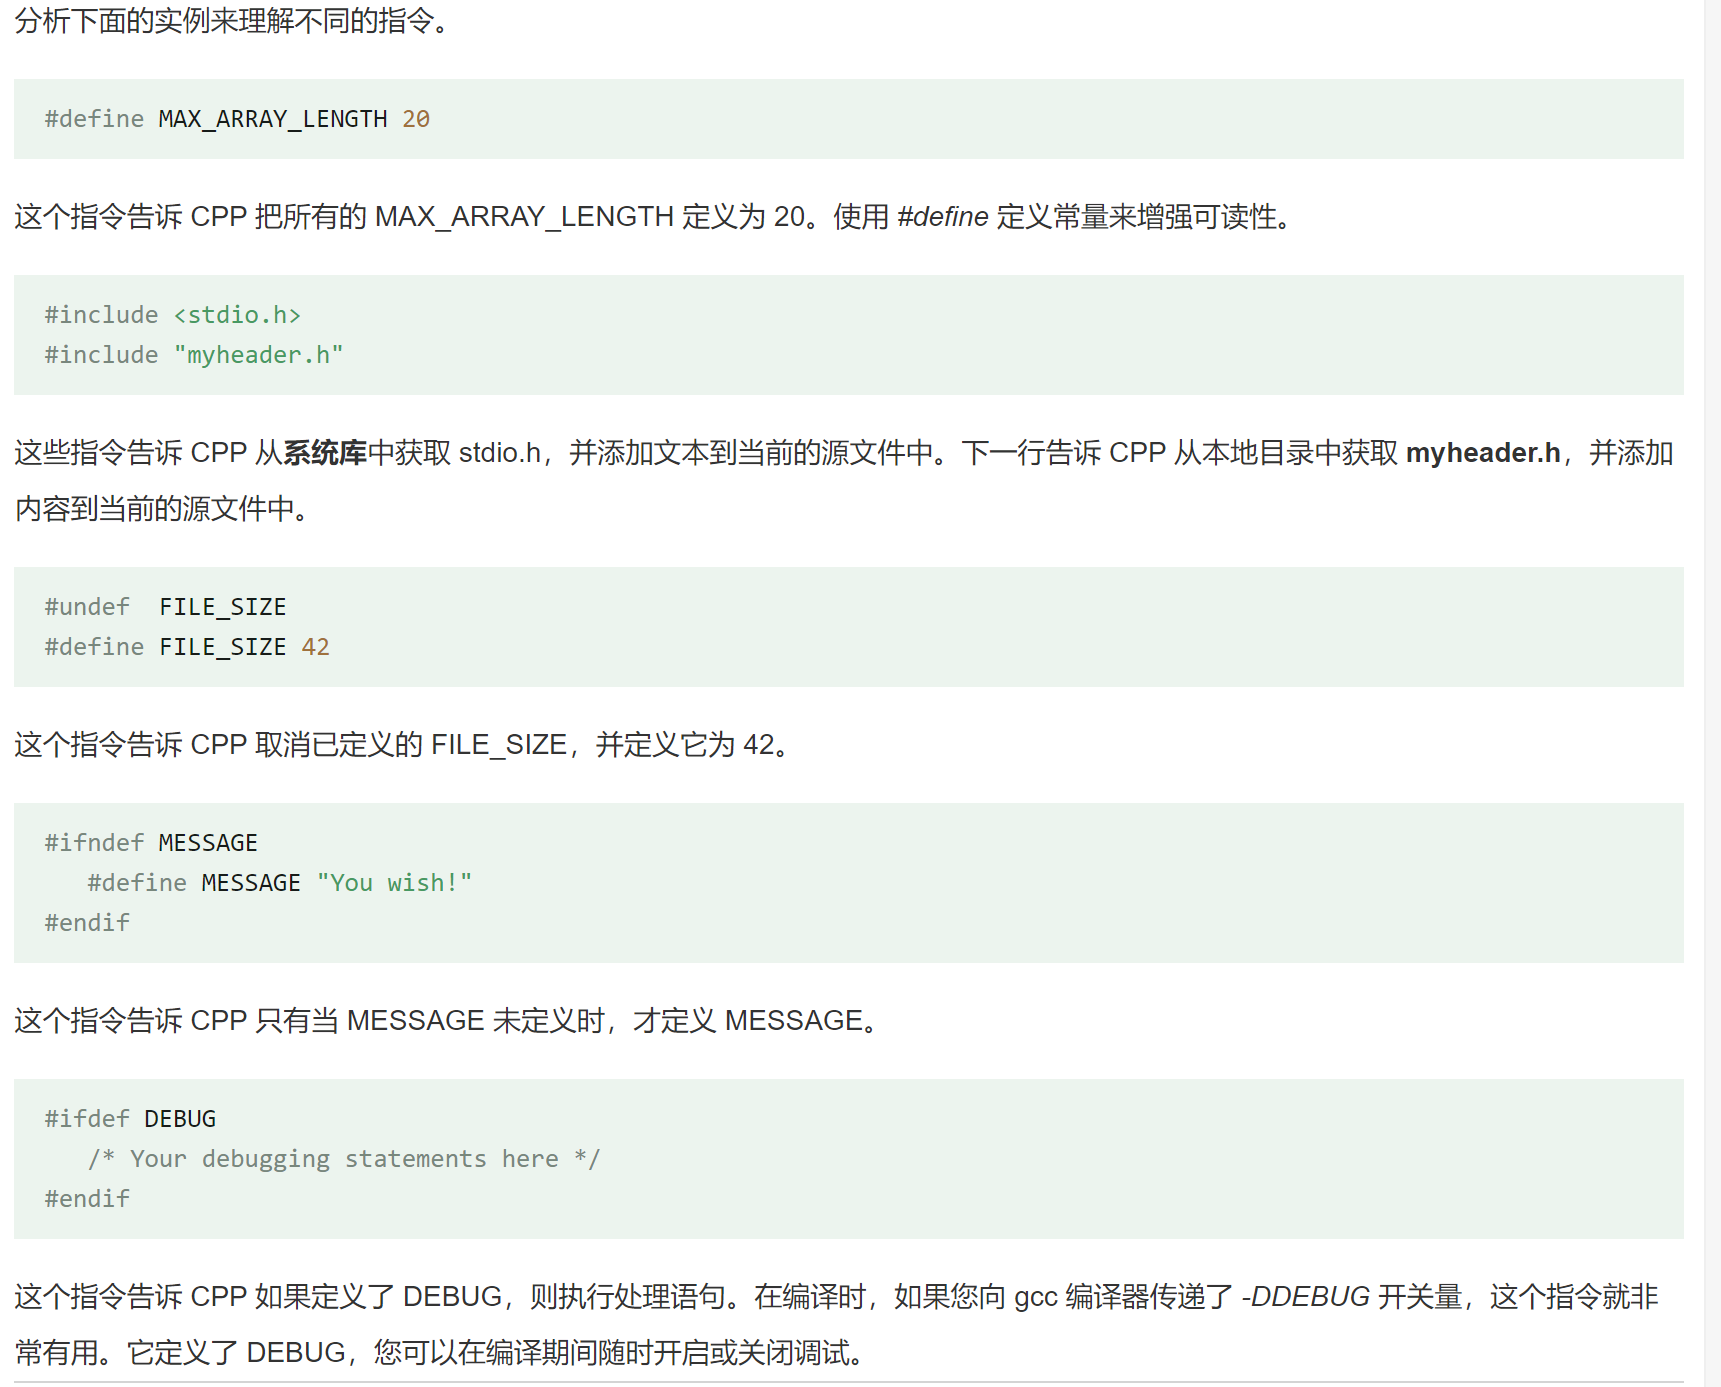 分析下面的实例来理解不同的指令。
#define MAX_ARRAY_LENGTH 20
这个指令告诉 CPP 把所有的 MAX_ARRAY_LENGTH 定义为 20。使用 #define 定义常量来增强可读性。
#include <stdio.h>
#include "myheader.h"
这些指令告诉 CPP 从系统库中获取 stdio.h，并添加文本到当前的源文件中。下一行告诉 CPP 从本地目录中获取 myheader.h，并添加
内容到当前的源文件中。
#undef  FILE_SIZE
#define FILE_SIZE 42
这个指令告诉 CPP 取消已定义的 FILE_SIZE，并定义它为 42。
#ifndef MESSAGE
   #define MESSAGE "You wish!"
#endif
这个指令告诉 CPP 只有当 MESSAGE 未定义时，才定义 MESSAGE。
#ifdef DEBUG
   /* Your debugging statements here */
#endif
这个指令告诉 CPP 如果定义了 DEBUG，则执行处理语句。在编译时，如果您向 gcc 编译器传递了 -DDEBUG 开关量，这个指令就非
常有用。它定义了 DEBUG，您可以在编译期间随时开启或关闭调试。